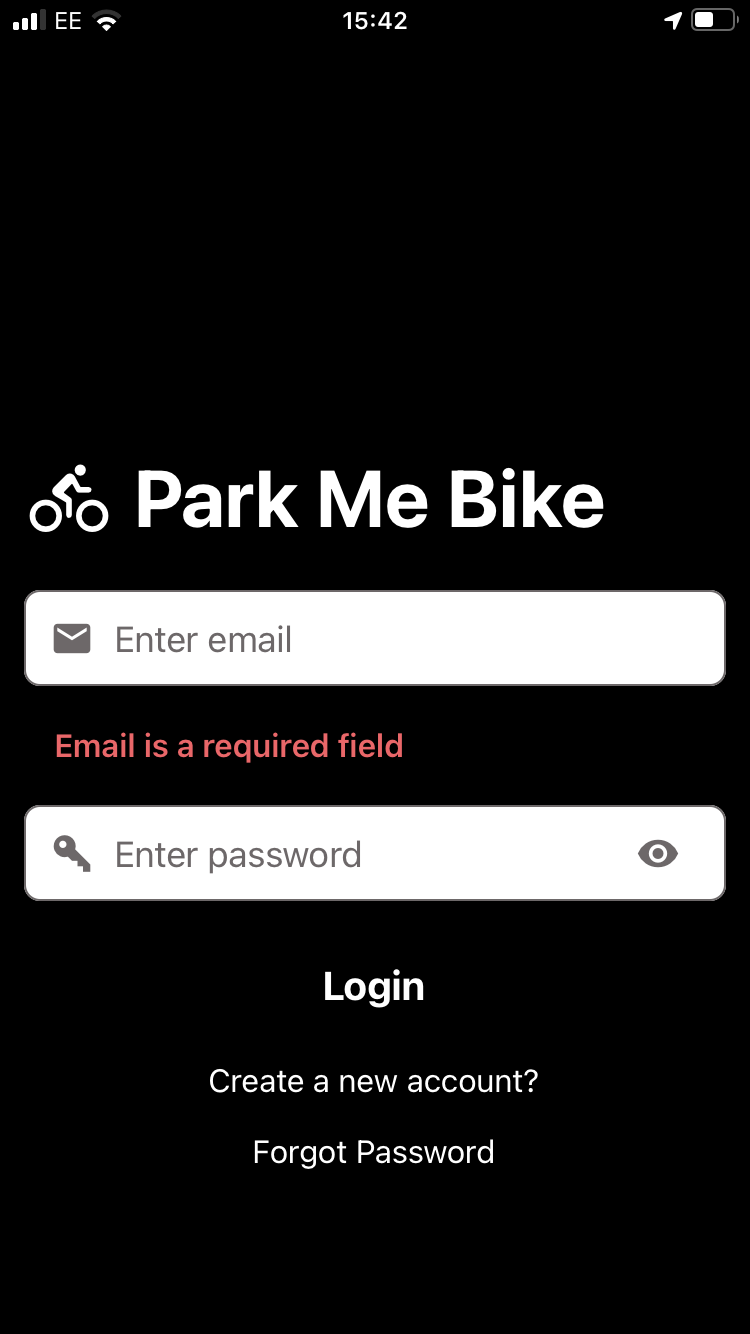 EE 15:42
Park Me Bike
Enter email
Email is a required field
Enter password
Login
Create a new account?
Forgot Password